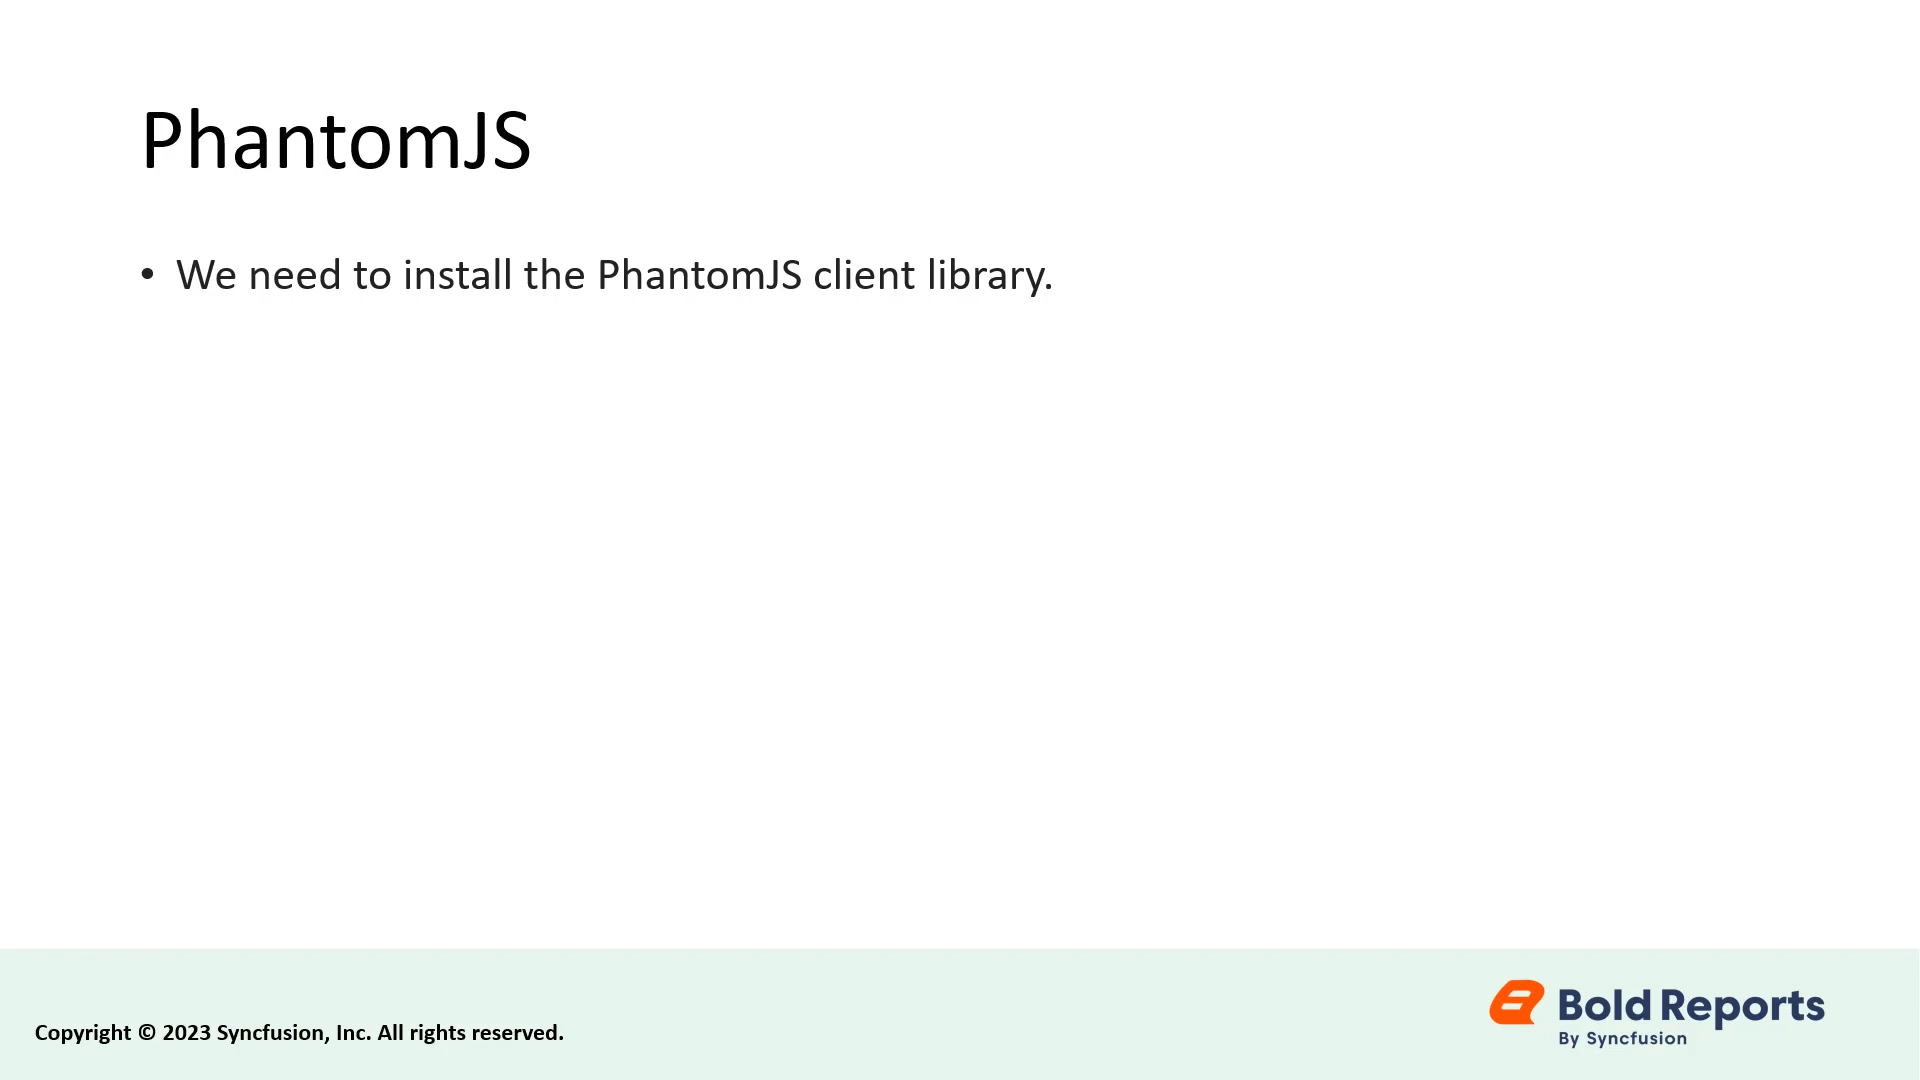 PhantomJS
• We need to install the PhantomJS client library.
Copyright © 2023 Syncfusion, Inc. All rights reserved.
Bold Reports
By Syncfusion